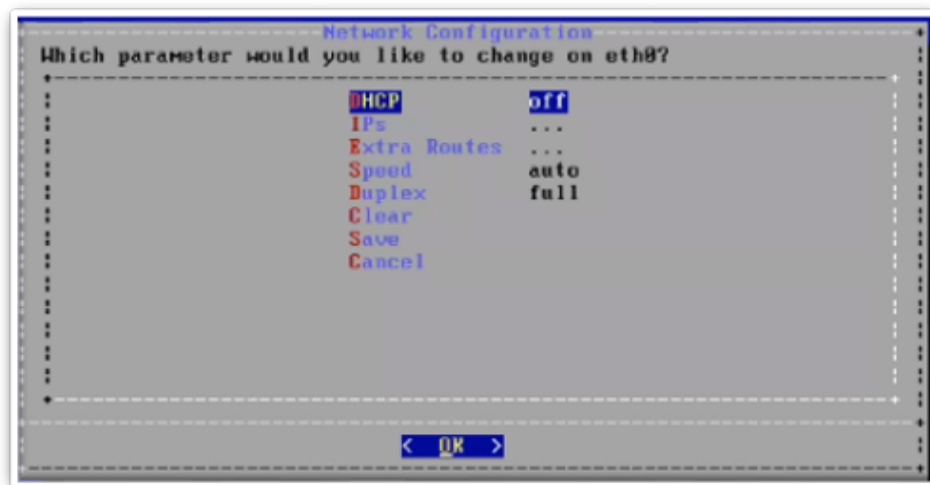 Network Configuration
Which parameter would you like to change on eth0?
DHCP off
IPs ...
Extra Routes ...
Speed auto
Duplex full
Clear
Save
Cancel
< OK >